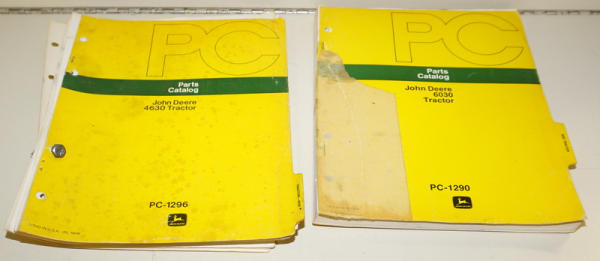 PC
Parts
Catalog
John Deere
4630 Tractor
PC-1296
PC
Parts
Catalog
John Deere
6030
Tractor
PC-1290